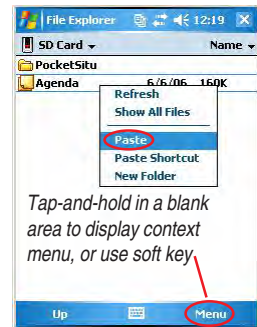 File Explorer 12:19
SD Card Name
PocketSitu
Agenda 6/6/06 160K
Refresh
Show All Files
Paste
Paste Shortcut
New Folder
Tap-and-hold in a blank
area to display context
menu, or use soft key
Up Menu